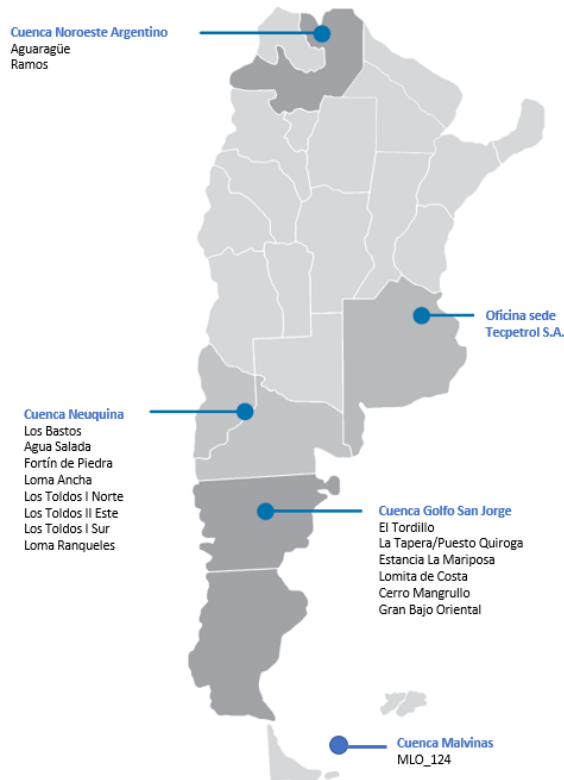 Cuenca Noroeste Argentino
Aguaragüe
Ramos
Oficina sede
Tecpetrol S.A.
Cuenca Neuquina
Los Bastos
Agua Salada
Fortín de Piedra
Loma Ancha
Los Toldos I Norte
Los Toldos II Este
Los Toldos I Sur
Loma Ranqueles
Cuenca Golfo San Jorge
El Tordillo
La Tapera/Puesto Quiroga
Estancia La Mariposa
Lomita de Costa
Cerro Mangrullo
Gran Bajo Oriental
Cuenca Malvinas
MLO_124